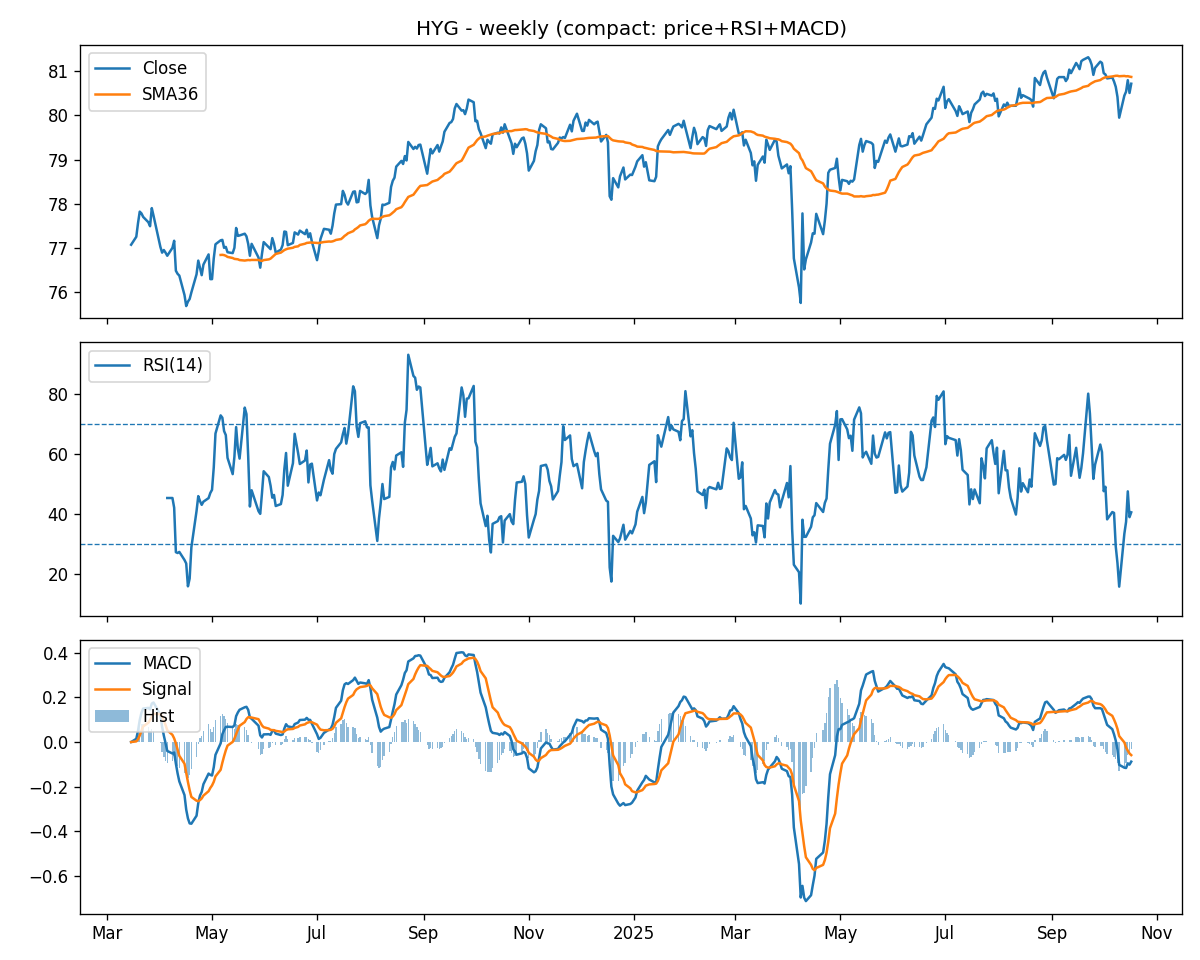 HYG - weekly (compact: price+RSI+MACD)
Close
SMA36
81
80
79
78
77
76
RSI(14)
80
60
40
20
MACD
Signal
Hist
0.4
0.2
0.0
−0.2
−0.4
−0.6
Mar May Jul Sep Nov 2025 Mar May Jul Sep Nov